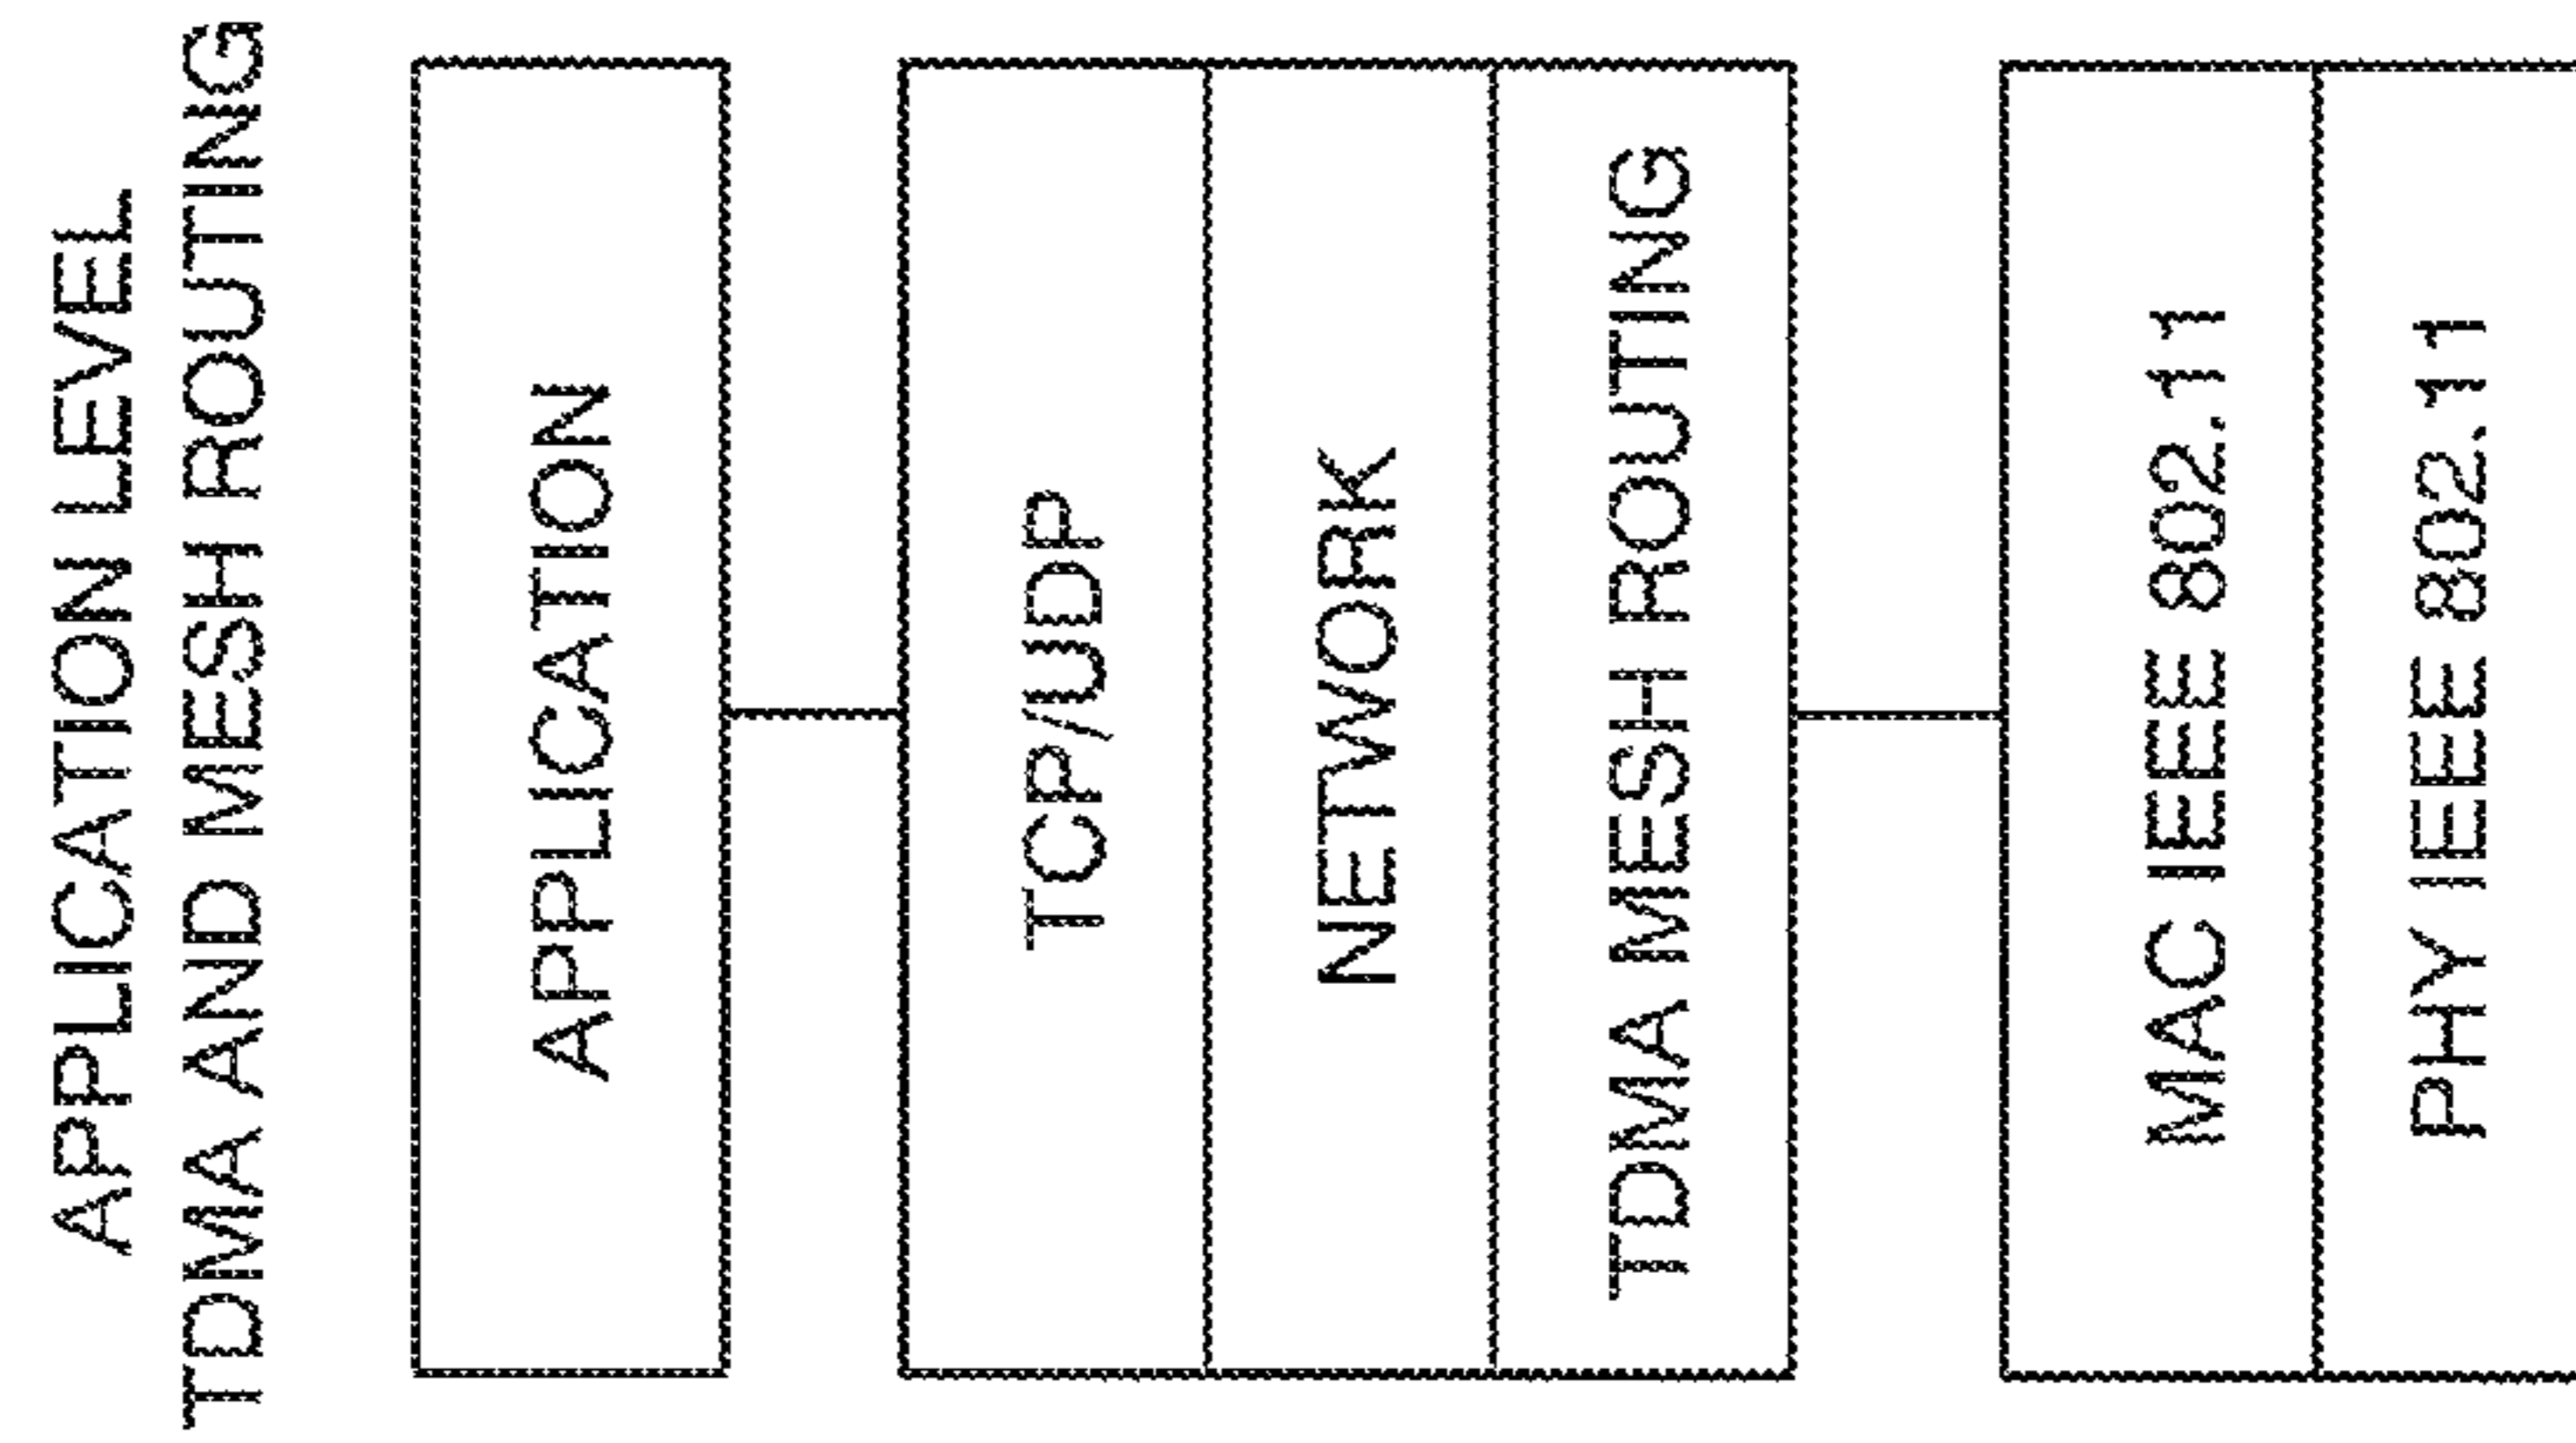 APPLICATION LEVEL
TDMA AND MESH ROUTING
APPLICATION
TCP/UDP
NETWORK
TDMA MESH ROUTING
MAC IEEE 802.11
PHY IEEE 802.11